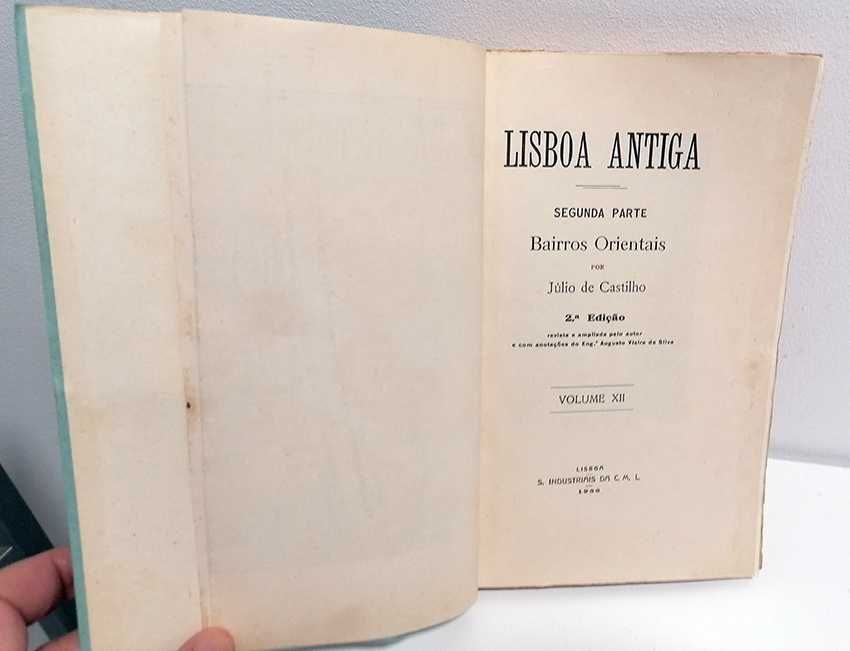 LISBOA ANTIGA
SEGUNDA PARTE
Bairros Orientais
POR
Júlio de Castilho
2.ª Edição
revista e ampliada pelo autor
e com anotações do Eng.º Augusto Vieira da Silva
VOLUME XII
LISBOA
S. INDUSTRIAIS DA C. M. L.